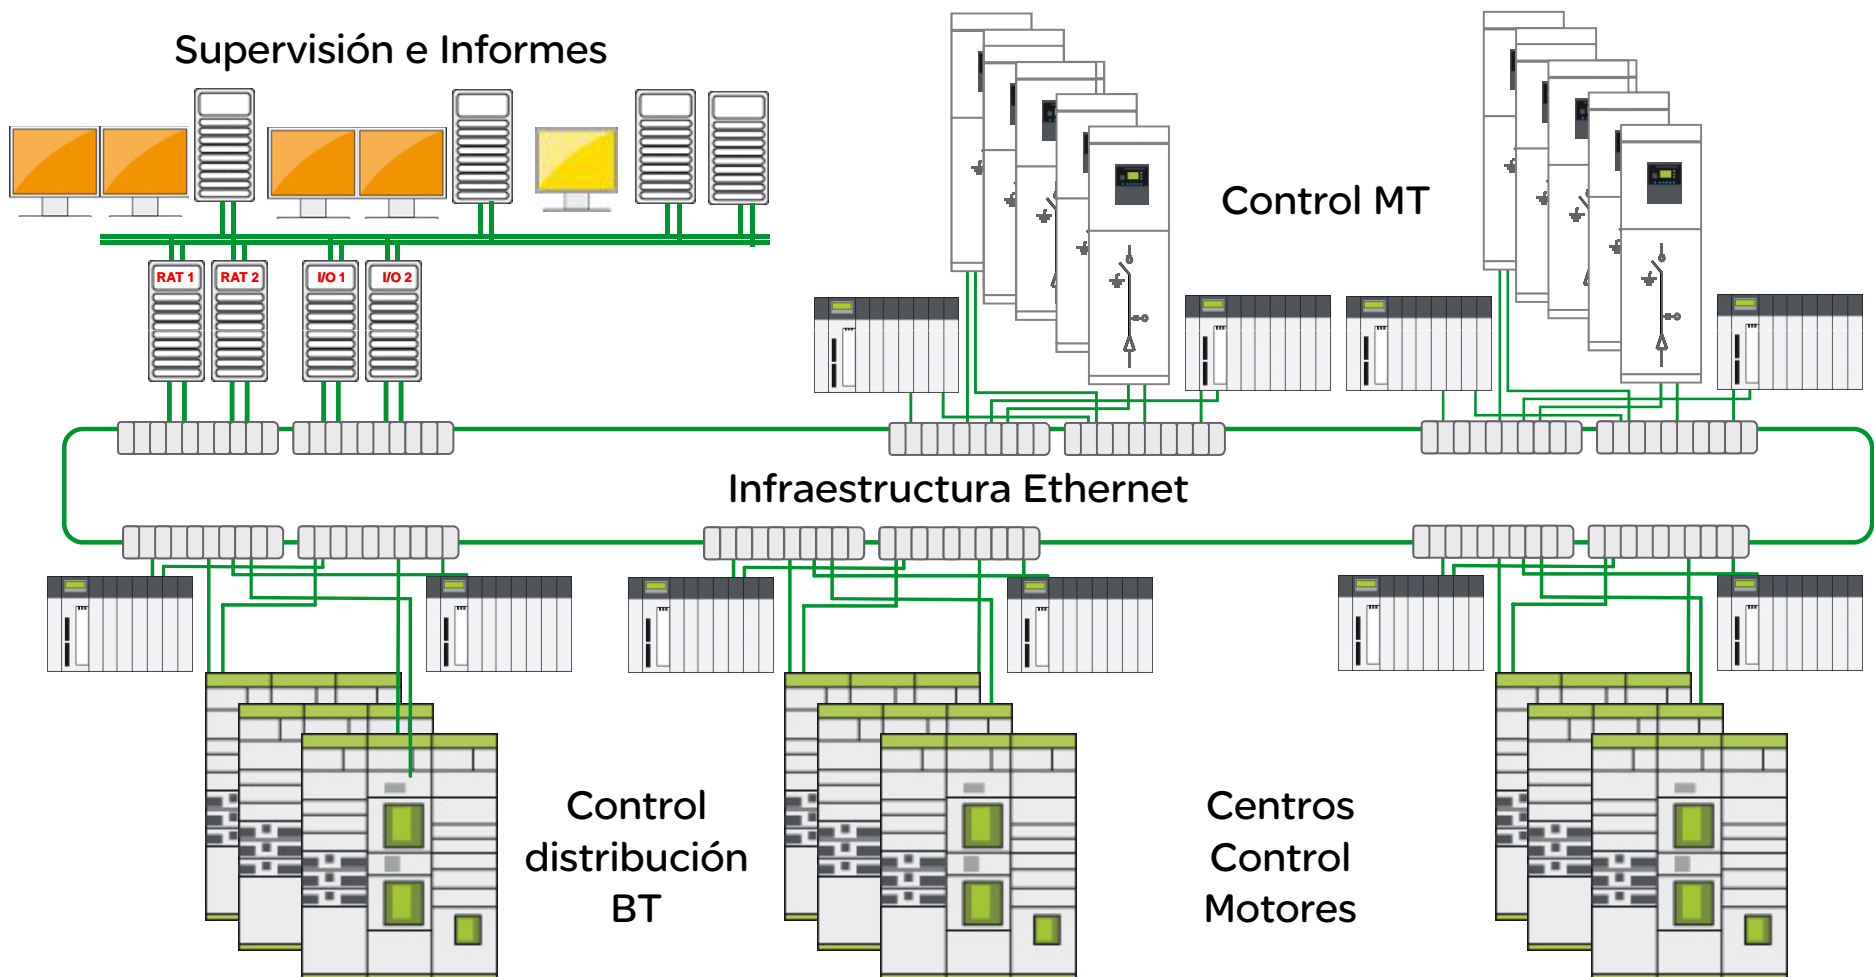 Supervisión e Informes
Control MT
RAT 1
RAT 2
I/O 1
I/O 2
Infraestructura Ethernet
Control
distribución
BT
Centros
Control
Motores